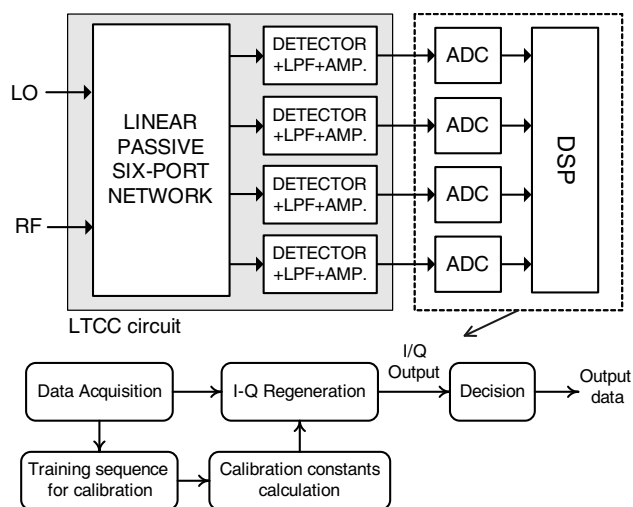 LO
RF
LINEAR
PASSIVE
SIX-PORT
NETWORK
DETECTOR
+LPF+AMP.
DETECTOR
+LPF+AMP.
DETECTOR
+LPF+AMP.
DETECTOR
+LPF+AMP.
ADC
ADC
ADC
ADC
DSP
LTCC circuit
Data Acquisition
I-Q Regeneration
I/Q
Output
Decision
Output
data
Training sequence
for calibration
Calibration constants
calculation